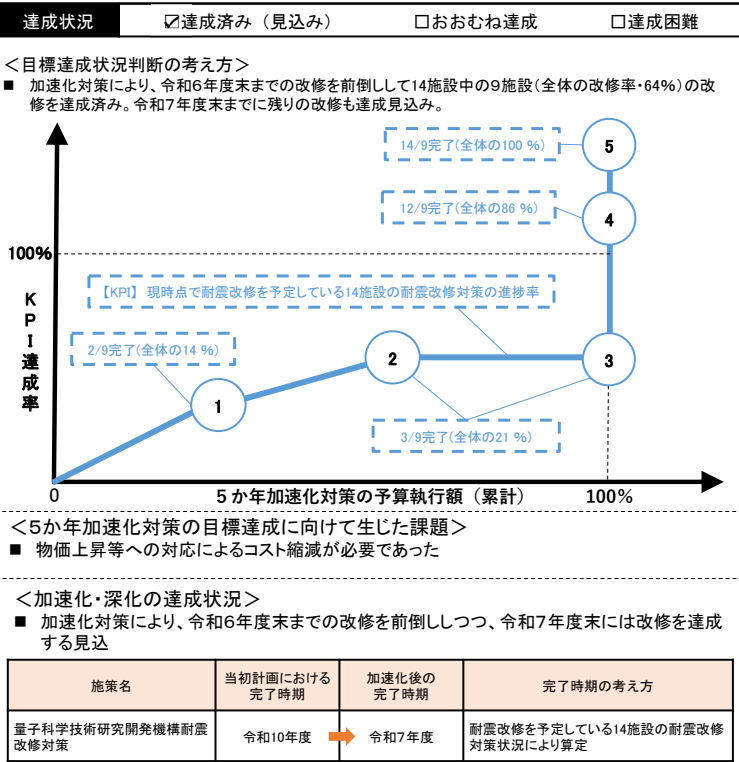 達成状況 ☑達成済み（見込み） □おおむね達成 □達成困難
＜目標達成状況判断の考え方＞
■ 加速化対策により、令和６年度末までの改修を前倒しして14施設中の９施設（全体の改修率・64％）の改
修を達成済み。令和７年度末までに残りの改修も達成見込み。
14/9完了(全体の100 %)
5
12/9完了(全体の86 %)
4
100%
【KPI】 現時点で耐震改修を予定している14施設の耐震改修対策の進捗率
KPI達成率
2/9完了(全体の14 %)
2
3
1
3/9完了(全体の21 %)
0
５か年加速化対策の予算執行額（累計）
100%
＜５か年加速化対策の目標達成に向けて生じた課題＞
■ 物価上昇等への対応によるコスト縮減が必要であった
＜加速化・深化の達成状況＞
■ 加速化対策により、令和６年度末までの改修を前倒ししつつ、令和７年度末には改修を達成
する見込
施策名
当初計画における
完了時期
加速化後の
完了時期
完了時期の考え方
量子科学技術研究開発機構耐震
改修対策
令和10年度
令和７年度
耐震改修を予定している14施設の耐震改修
対策状況により算定